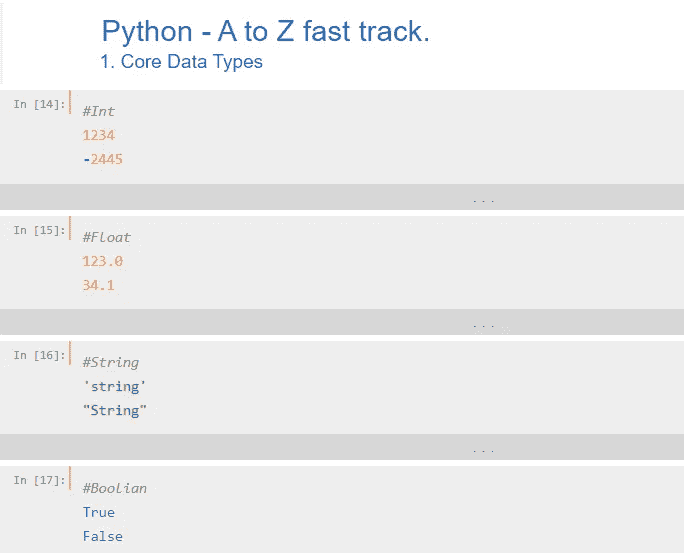 Python - A to Z fast track.
1. Core Data Types
In [14]:
#Int
1234
-2445
...
In [15]:
#Float
123.0
34.1
...
In [16]:
#String
'string'
"String"
...
In [17]:
#Boolian
True
False